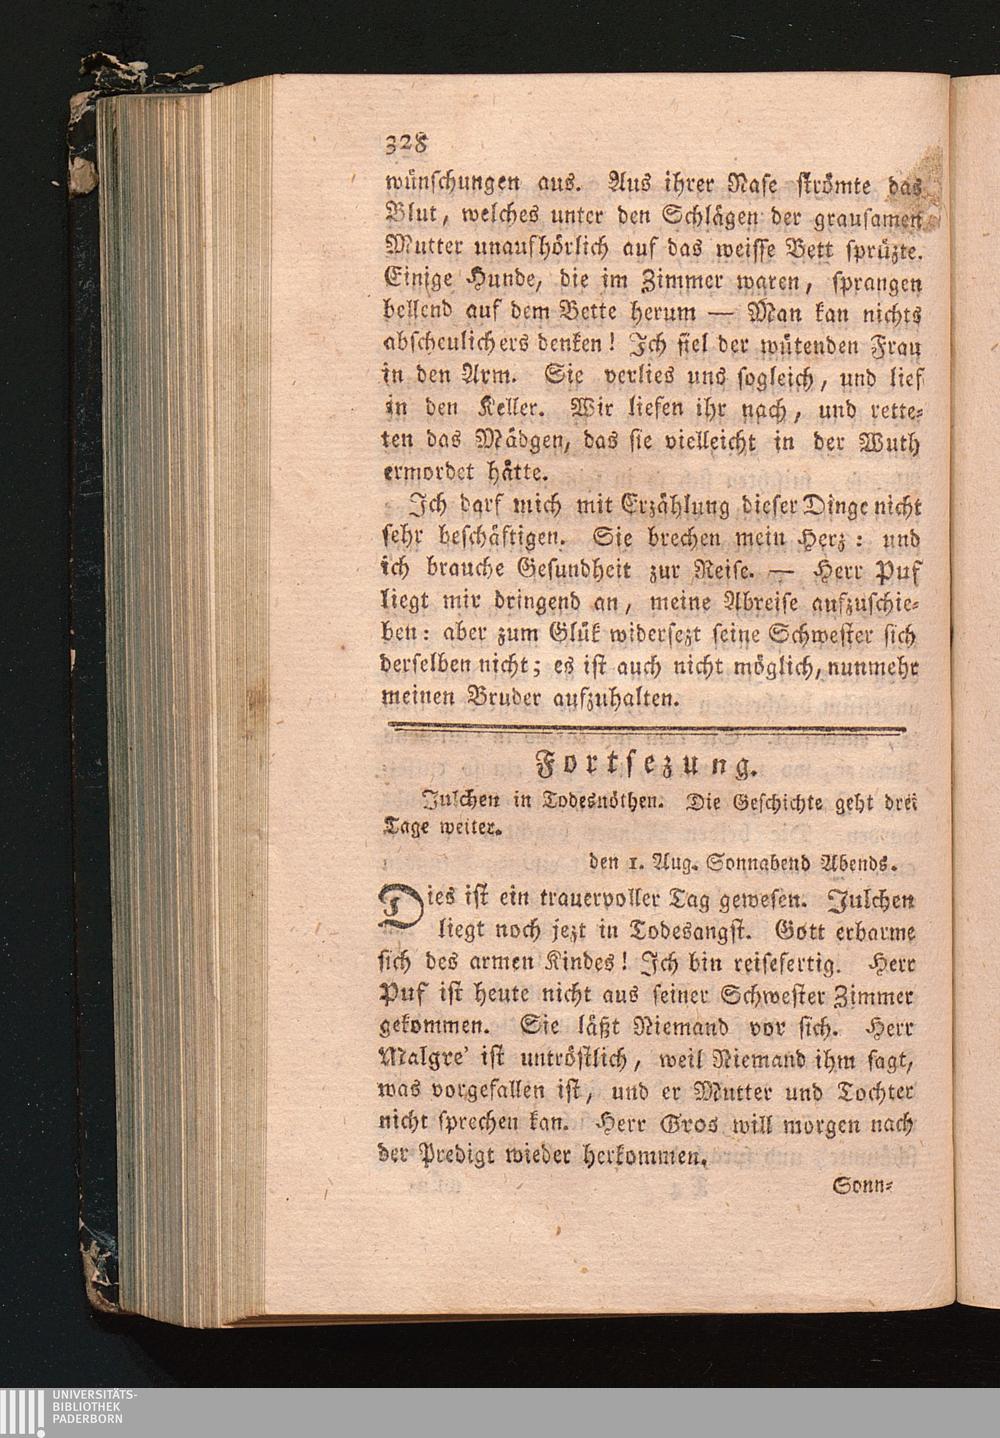 328
wünschungen aus. Aus ihrer Nase strömte das
Blut, welches unter den Schlägen der grausamen
Mutter unaufhörlich auf das weisse Bett sprüzte.
Einige Hunde, die im Zimmer waren, sprangen
bellend auf dem Bette herum — Man kan nichts
abscheulichers denken! Ich fiel der wütenden Frau
in den Arm. Sie verlies uns sogleich, und lief
in den Keller. Wir liefen ihr nach, und rette-
ten das Mädgen, das sie vielleicht in der Wuth
ermordet hätte.
Ich darf mich mit Erzählung dieser Dinge nicht
sehr beschäftigen. Sie brechen mein Herz: und
ich brauche Gesundheit zur Reise. — Herr Puf
liegt mir dringend an, meine Abreise aufzuschie-
ben: aber zum Glük widersezt seine Schwester sich
derselben nicht; es ist auch nicht möglich, nunmehr
meinen Bruder aufzuhalten.
Fortsezung.
Julchen in Todesnöthen. Die Geschichte geht drei
Tage weiter.
den 1. Aug. Sonnabend Abends.
Dies ist ein trauervoller Tag gewesen. Julchen
liegt noch jezt in Todesangst. Gott erbarme
sich des armen Kindes! Ich bin reisefertig. Herr
Puf ist heute nicht aus seiner Schwester Zimmer
gekommen. Sie läßt Niemand vor sich. Herr
Malgre' ist untröstlich, weil Niemand ihm sagt,
was vorgefallen ist, und er Mutter und Tochter
nicht sprechen kan. Herr Gros will morgen nach
der Predigt wieder herkommen.
Sonn-
UNIVERSITÄTS-
BIBLIOTHEK
PADERBORN